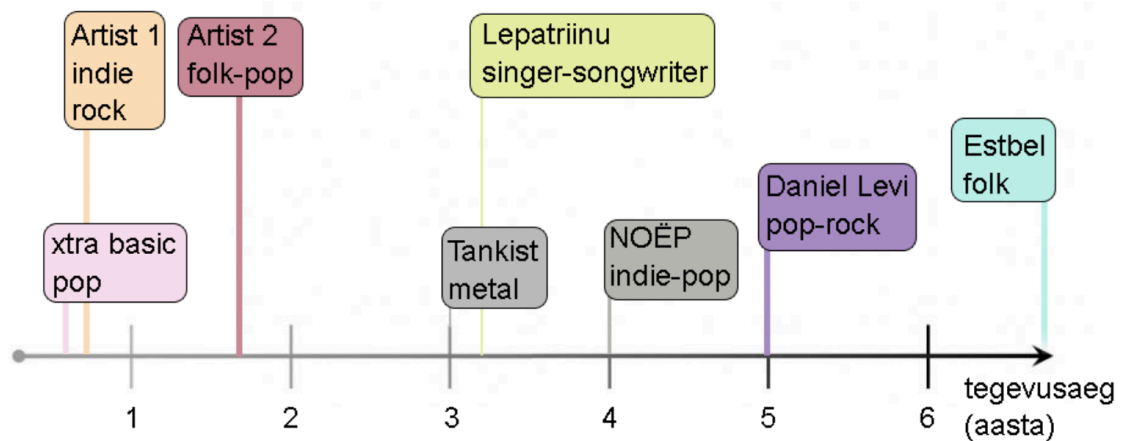 Artist 1
indie
rock
Artist 2
folk-pop
Lepatriinu
singer-songwriter
Estbel
folk
Daniel Levi
pop-rock
xtra basic
pop
Tankist
metal
NOËP
indie-pop
1
2
3
4
5
6
tegevusaeg
(aasta)